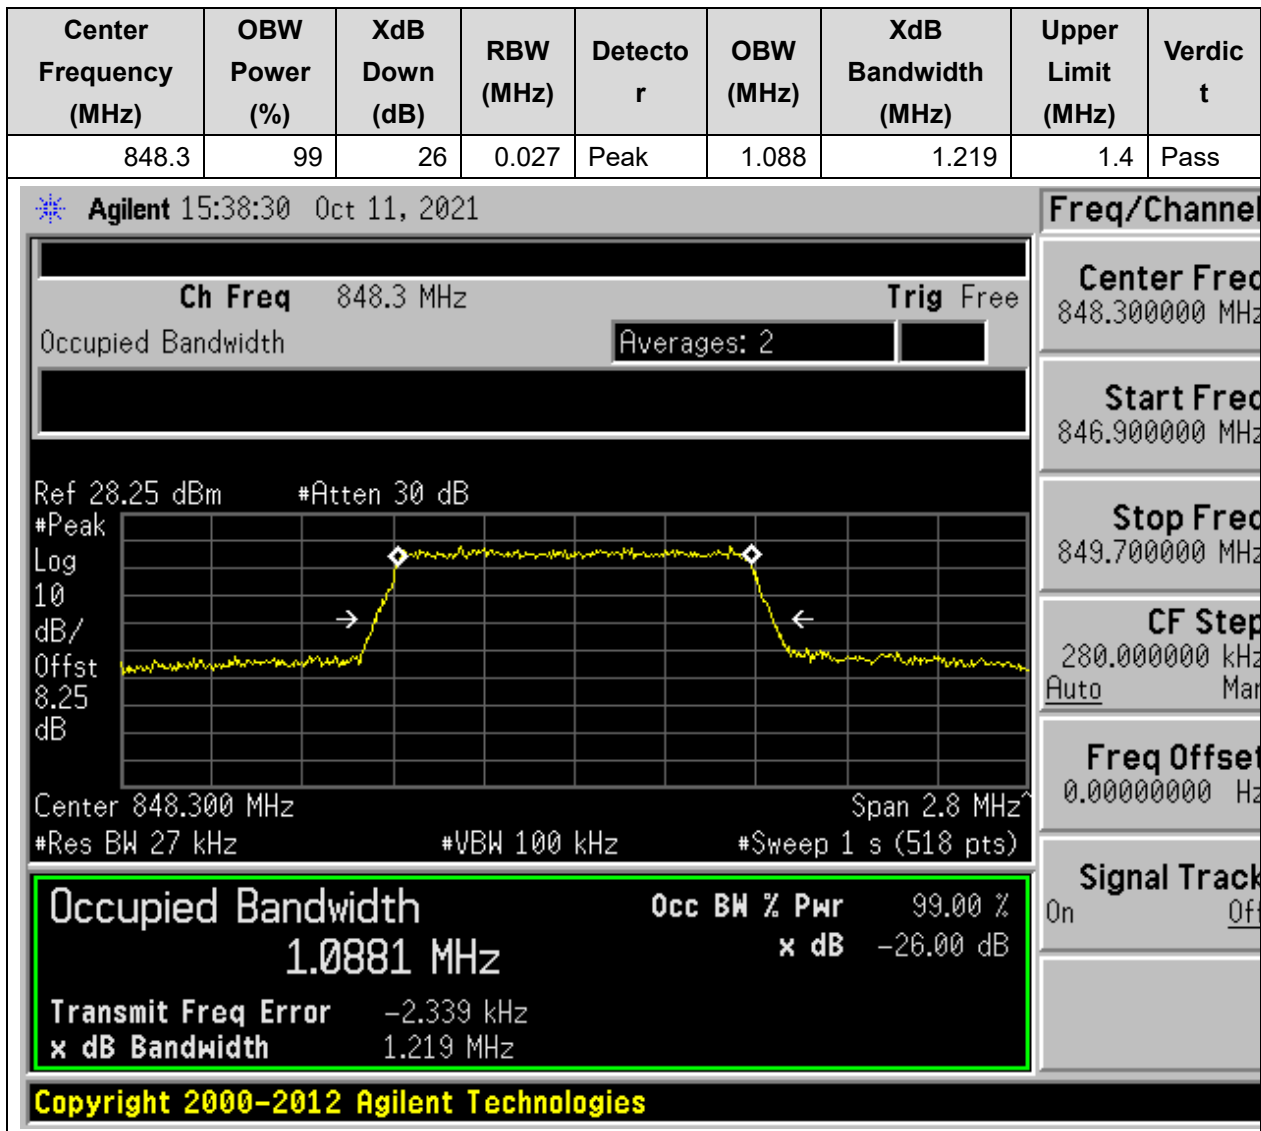 Center Frequency (MHz) OBW Power (%) XdB Down (dB) RBW (MHz) Detector OBW (MHz) XdB Bandwidth (MHz) Upper Limit (MHz) Verdict
848.3 99 26 0.027 Peak 1.088 1.219 1.4 Pass
Agilent 15:38:30 Oct 11, 2021
Freq/Channel
Ch Freq 848.3 MHz Trig Free
Occupied Bandwidth Averages: 2
Center Freq
848.300000 MHz
Start Freq
846.900000 MHz
Stop Freq
849.700000 MHz
CF Step
280.000000 kHz
Auto Man
Freq Offset
0.00000000 Hz
Signal Track
On Off
Ref 28.25 dBm #Atten 30 dB
#Peak
Log
10
dB/
Offst
8.25
dB
Center 848.300 MHz Span 2.8 MHz^
#Res BW 27 kHz #VBW 100 kHz #Sweep 1 s (518 pts)
Occupied Bandwidth
1.0881 MHz
Occ BW % Pwr 99.00 %
x dB -26.00 dB
Transmit Freq Error -2.339 kHz
x dB Bandwidth 1.219 MHz
Copyright 2000-2012 Agilent Technologies